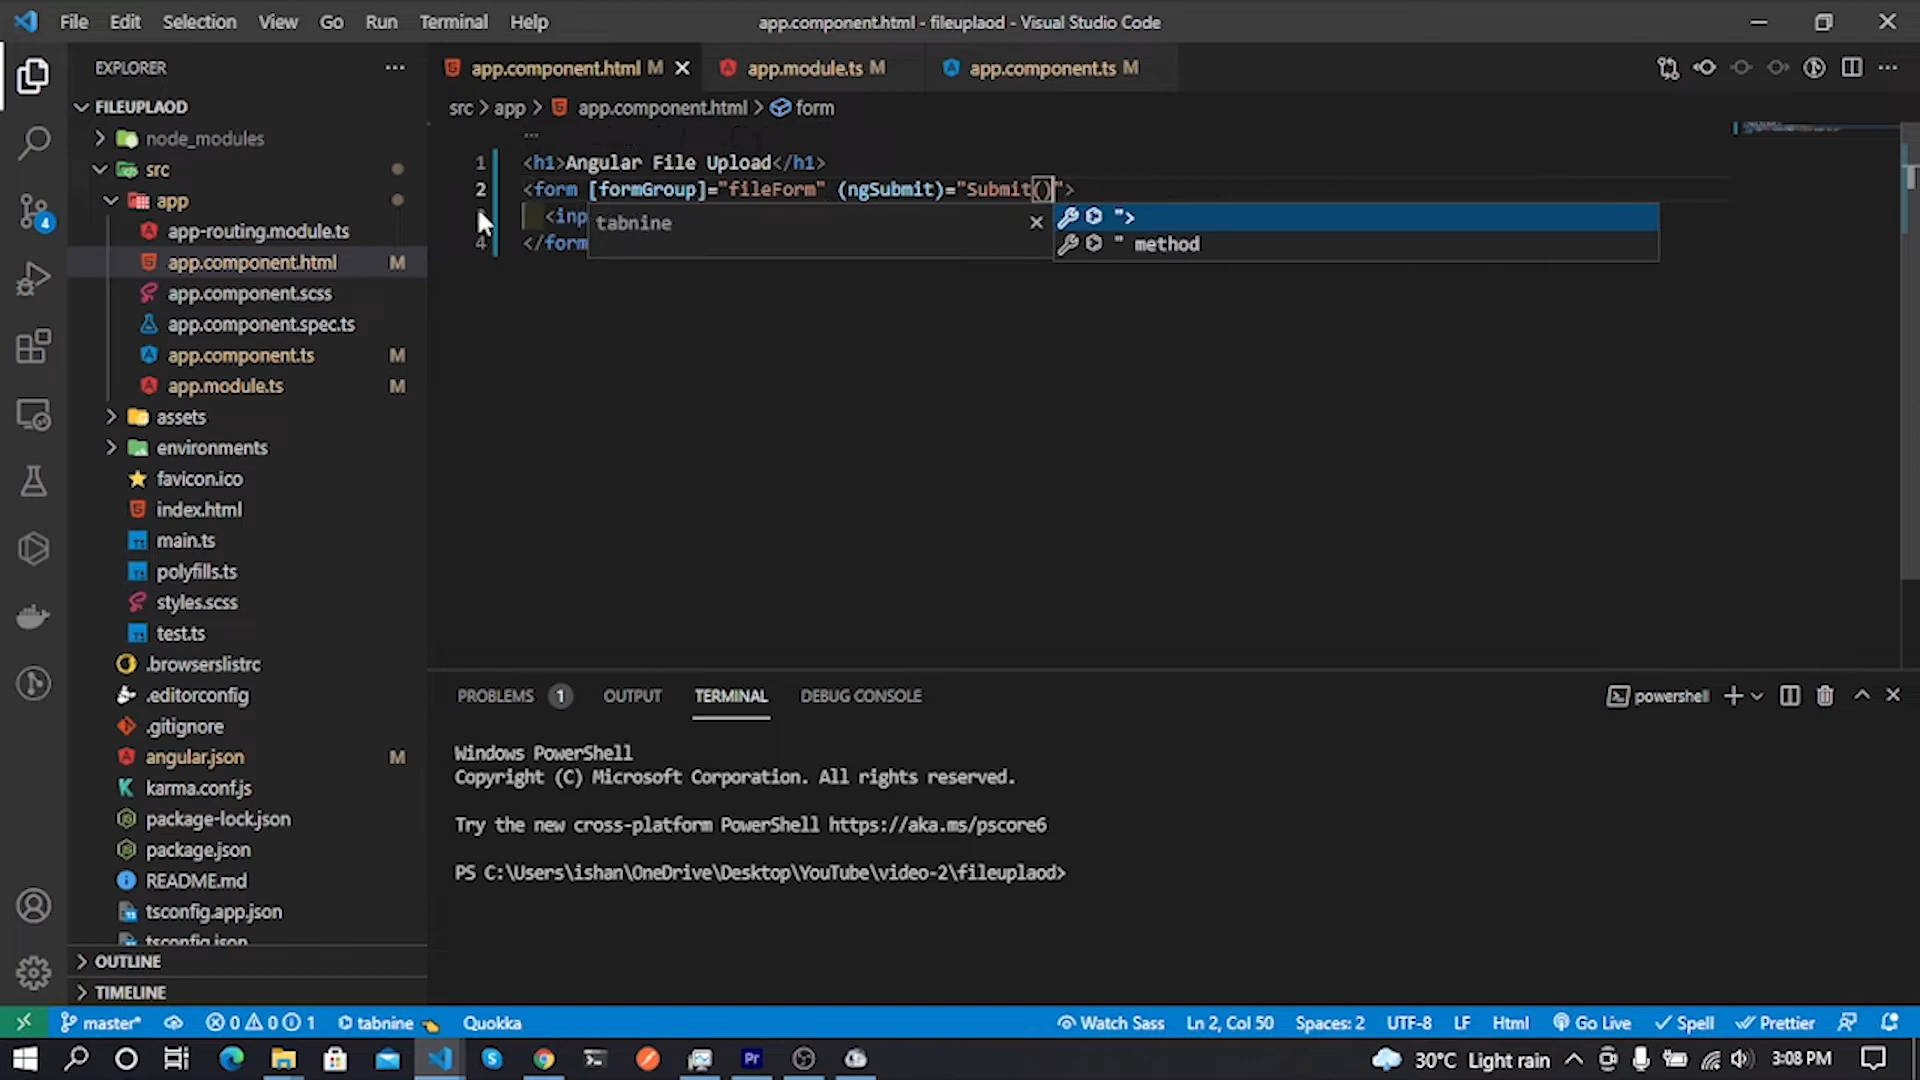 File Edit Selection View Go Run Terminal Help
app.component.html - fileuplaod - Visual Studio Code
EXPLORER
FILEUPLAOD
node_modules
src
app
app-routing.module.ts
app.component.html M
app.component.scss
app.component.spec.ts
app.component.ts M
app.module.ts M
assets
environments
favicon.ico
index.html
main.ts
polyfills.ts
styles.scss
test.ts
.browserslistrc
.editorconfig
.gitignore
angular.json M
karma.conf.js
package-lock.json
package.json
README.md
tsconfig.app.json
tsconfig.json
OUTLINE
TIMELINE
4
app.component.html M
app.module.ts M
app.component.ts M
src > app > app.component.html > form
1 <h1>Angular File Upload</h1>
2 <form [formGroup]="fileForm" (ngSubmit)="Submit()">
<inp
4 </form
tabnine
">
" method
PROBLEMS 1 OUTPUT TERMINAL DEBUG CONSOLE
powershell
Windows PowerShell
Copyright (C) Microsoft Corporation. All rights reserved.
Try the new cross-platform PowerShell https://aka.ms/pscore6
PS C:\Users\ishan\OneDrive\Desktop\YouTube\video-2\fileuplaod>
master* 0 0 1 tabnine Quokka
Watch Sass Ln 2, Col 50 Spaces: 2 UTF-8 LF Html Go Live Spell Prettier
Pr
30°C Light rain 3:08 PM